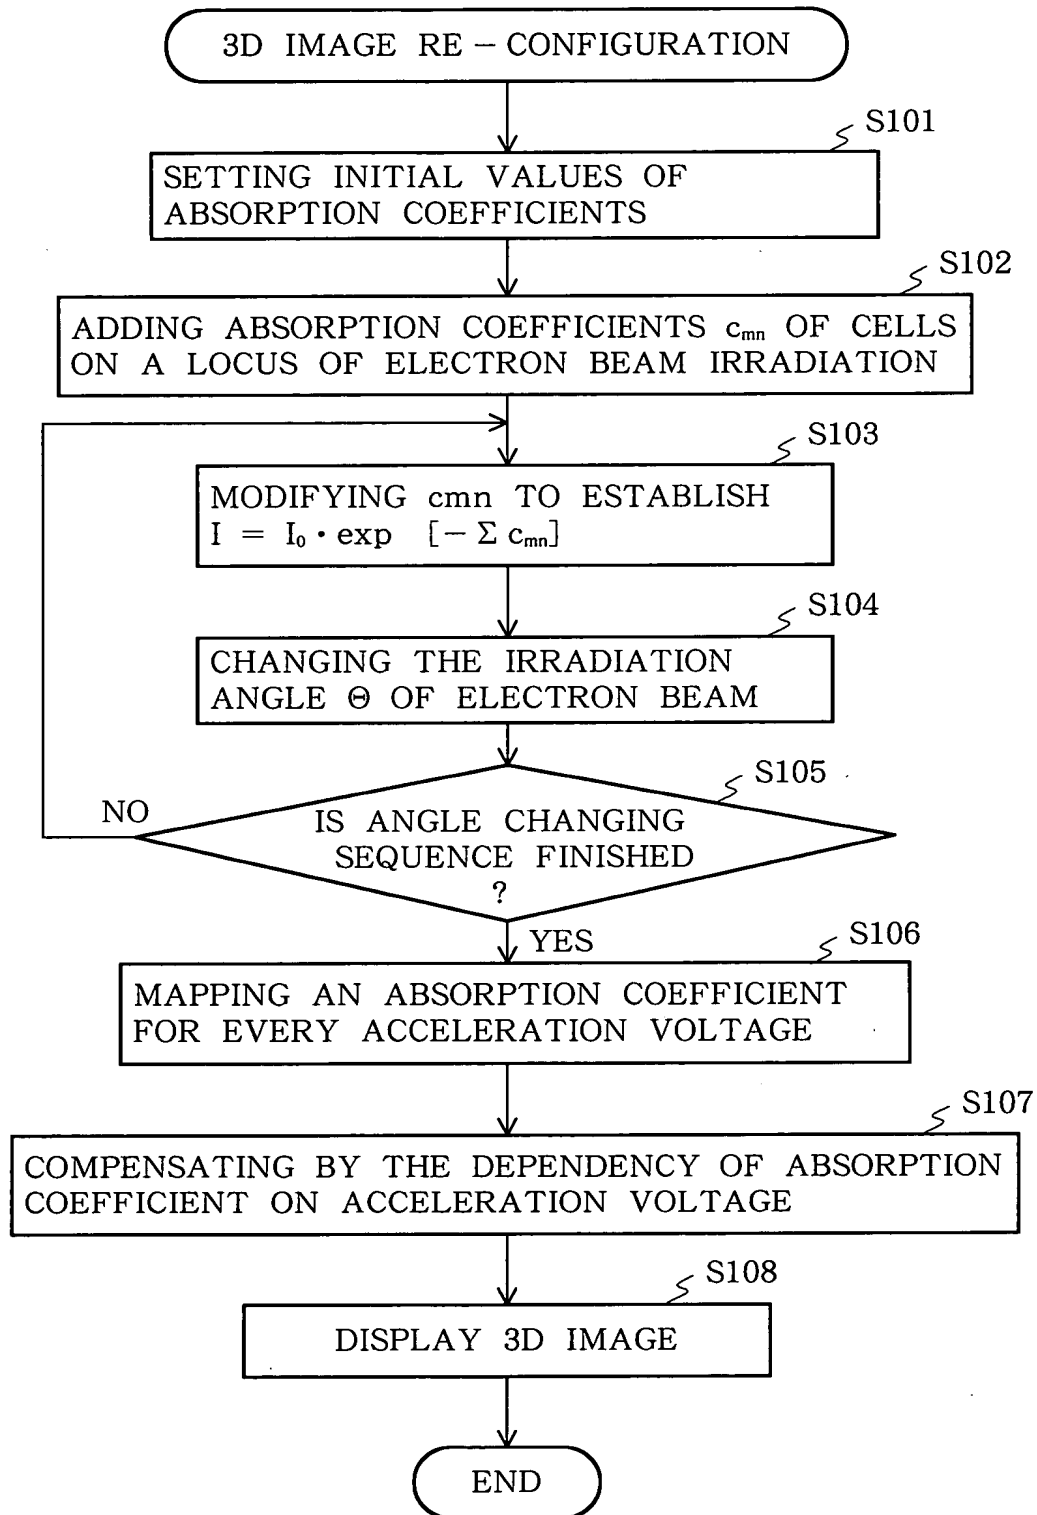 3D IMAGE RE – CONFIGURATION
S101
SETTING INITIAL VALUES OF
ABSORPTION COEFFICIENTS
S102
ADDING ABSORPTION COEFFICIENTS cmn OF CELLS
ON A LOCUS OF ELECTRON BEAM IRRADIATION
S103
MODIFYING cmn TO ESTABLISH
I = I₀ · exp [− Σ cmn]
S104
CHANGING THE IRRADIATION
ANGLE Θ OF ELECTRON BEAM
S105
NO
IS ANGLE CHANGING
SEQUENCE FINISHED
?
YES
S106
MAPPING AN ABSORPTION COEFFICIENT
FOR EVERY ACCELERATION VOLTAGE
S107
COMPENSATING BY THE DEPENDENCY OF ABSORPTION
COEFFICIENT ON ACCELERATION VOLTAGE
S108
DISPLAY 3D IMAGE
END